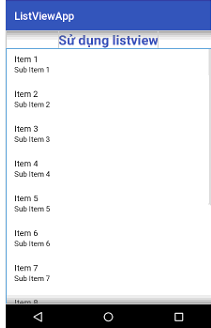 ListViewApp
Sử dụng listview
Item 1
Sub Item 1
Item 2
Sub Item 2
Item 3
Sub Item 3
Item 4
Sub Item 4
Item 5
Sub Item 5
Item 6
Sub Item 6
Item 7
Sub Item 7
Item 8